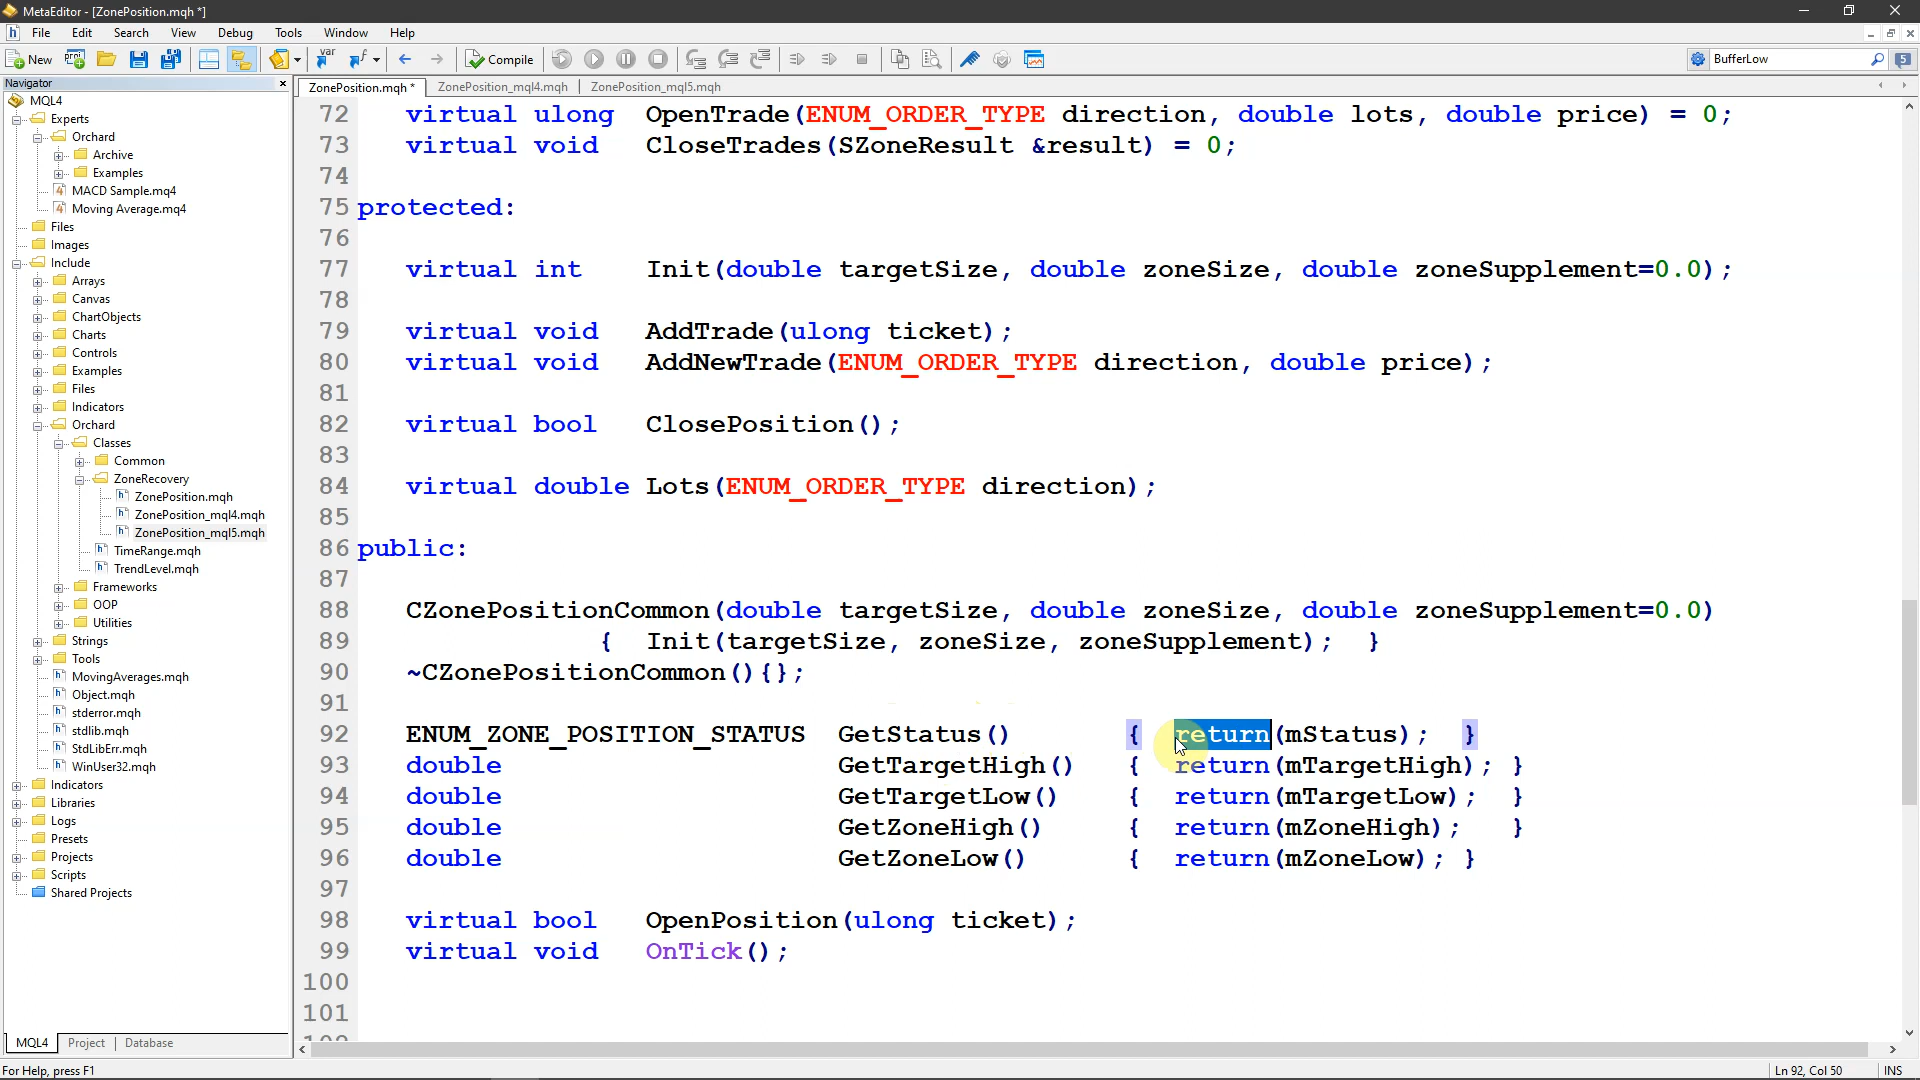 MetaEditor - [ZonePosition.mqh *]
File Edit Search View Debug Tools Window Help
New Compile BufferLow 5
Navigator
ZonePosition.mqh * ZonePosition_mql4.mqh ZonePosition_mql5.mqh
MQL4
Experts
Orchard
Archive
Examples
MACD Sample.mq4
Moving Average.mq4
Files
Images
Include
Arrays
Canvas
ChartObjects
Charts
Controls
Examples
Files
Indicators
Orchard
Classes
Common
ZoneRecovery
ZonePosition.mqh
ZonePosition_mql4.mqh
ZonePosition_mql5.mqh
TimeRange.mqh
TrendLevel.mqh
Frameworks
OOP
Utilities
Strings
Tools
MovingAverages.mqh
Object.mqh
stderror.mqh
stdlib.mqh
StdLibErr.mqh
WinUser32.mqh
Indicators
Libraries
Logs
Presets
Projects
Scripts
Shared Projects
MQL4 Project Database
72 virtual ulong OpenTrade(ENUM_ORDER_TYPE direction, double lots, double price) = 0;
73 virtual void CloseTrades(SZoneResult &result) = 0;
74
75 protected:
76
77 virtual int Init(double targetSize, double zoneSize, double zoneSupplement=0.0);
78
79 virtual void AddTrade(ulong ticket);
80 virtual void AddNewTrade(ENUM_ORDER_TYPE direction, double price);
81
82 virtual bool ClosePosition();
83
84 virtual double Lots(ENUM_ORDER_TYPE direction);
85
86 public:
87
88 CZonePositionCommon(double targetSize, double zoneSize, double zoneSupplement=0.0)
89 { Init(targetSize, zoneSize, zoneSupplement); }
90 ~CZonePositionCommon(){};
91
92 ENUM_ZONE_POSITION_STATUS GetStatus() { return(mStatus); }
93 double GetTargetHigh() { return(mTargetHigh); }
94 double GetTargetLow() { return(mTargetLow); }
95 double GetZoneHigh() { return(mZoneHigh); }
96 double GetZoneLow() { return(mZoneLow); }
97
98 virtual bool OpenPosition(ulong ticket);
99 virtual void OnTick();
100
101
For Help, press F1 Ln 92, Col 50 INS